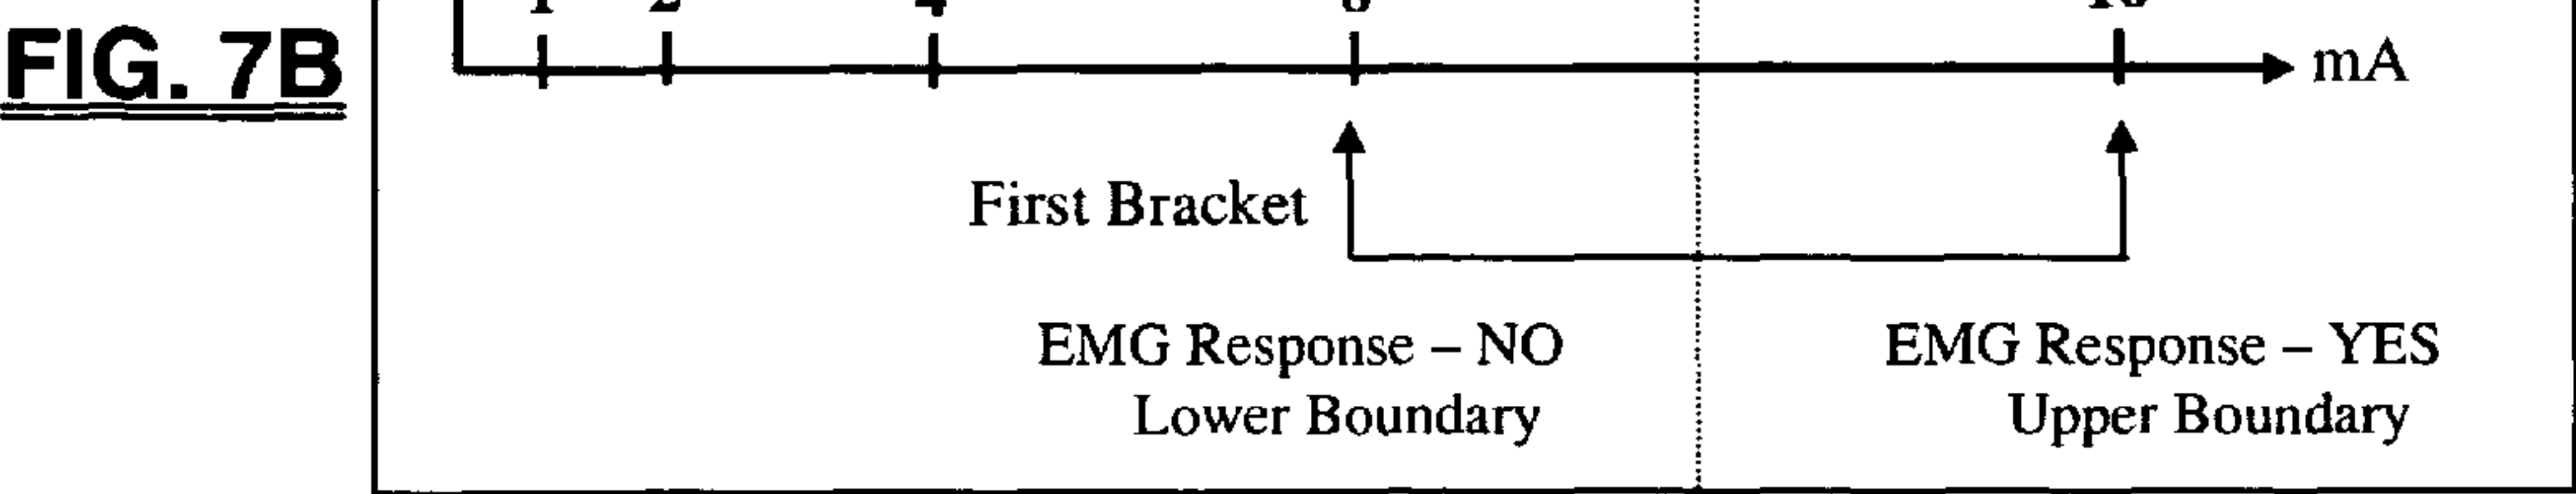 FIG. 7B
mA
First Bracket
EMG Response – NO
Lower Boundary
EMG Response – YES
Upper Boundary